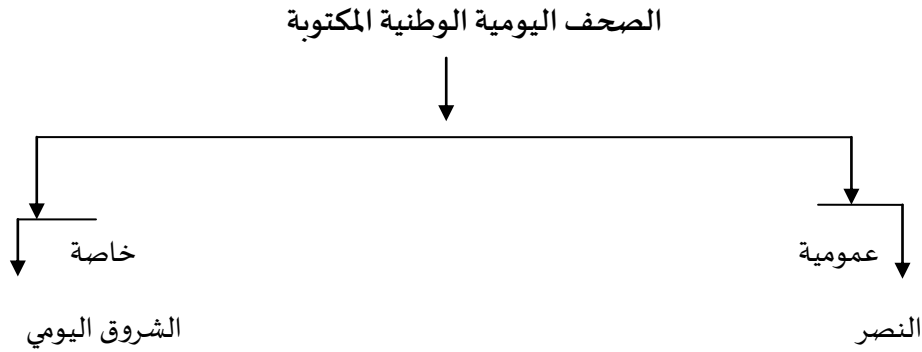 الصحف اليومية الوطنية المكتوبة
عمومية
خاصة
النصر
الشروق اليومي